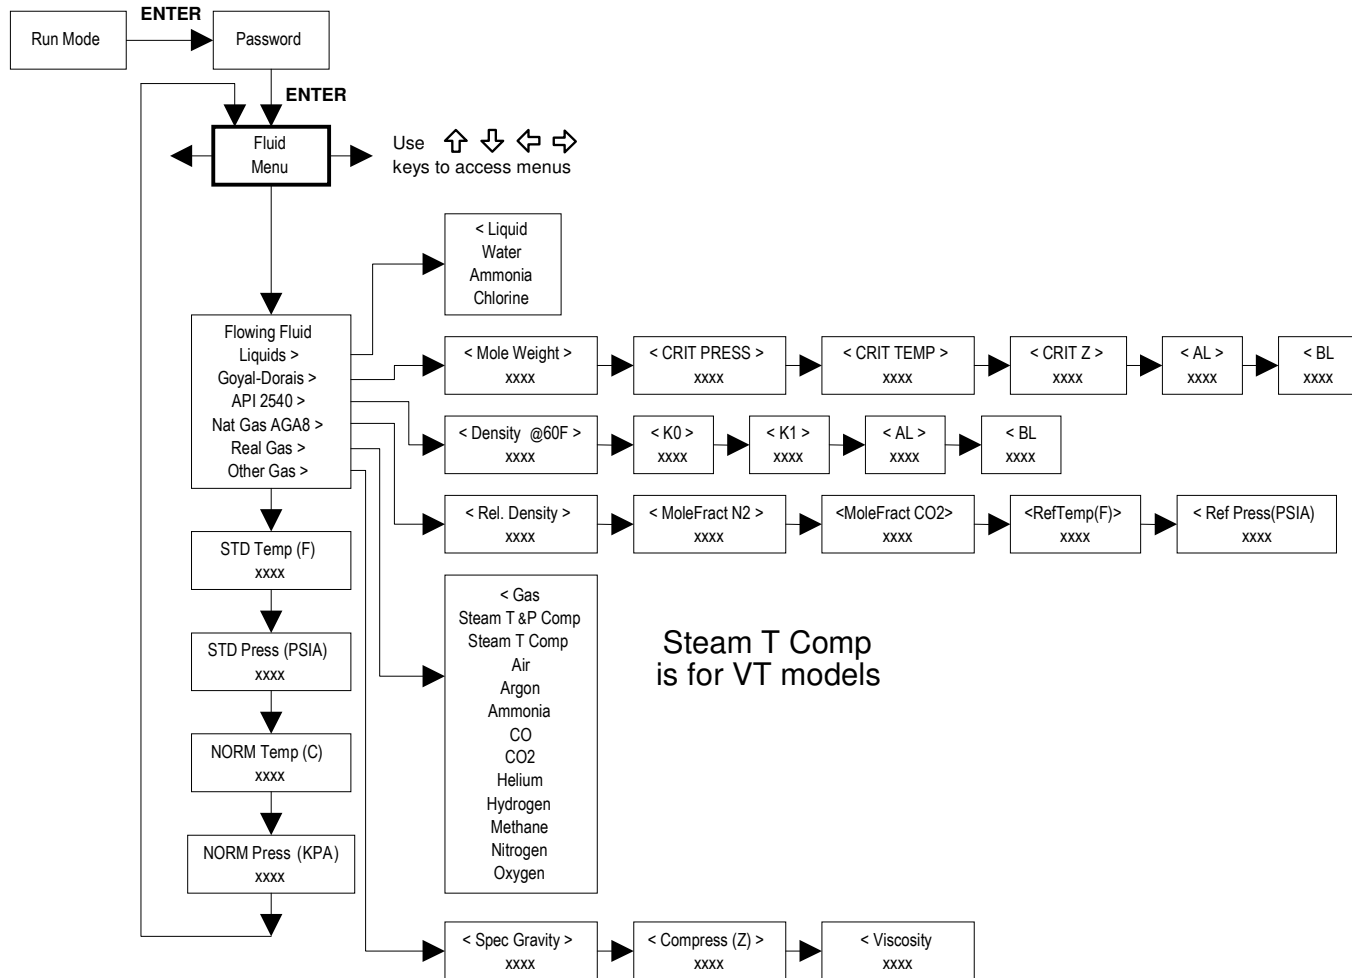 ENTER
Run Mode
Password
ENTER
Fluid
Menu
Use
keys to access menus
< Liquid
Water
Ammonia
Chlorine
Flowing Fluid
Liquids >
Goyal-Dorais >
API 2540 >
Nat Gas AGA8 >
Real Gas >
Other Gas >
< Mole Weight >
xxxx
< CRIT PRESS >
xxxx
< CRIT TEMP >
xxxx
< CRIT Z >
xxxx
< AL >
xxxx
< BL
xxxx
< Density @60F >
xxxx
< K0 >
xxxx
< K1 >
xxxx
< AL >
xxxx
< BL
xxxx
< Rel. Density >
xxxx
< MoleFract N2 >
xxxx
<MoleFract CO2>
xxxx
<RefTemp(F)>
xxxx
< Ref Press(PSIA)
xxxx
STD Temp (F)
xxxx
STD Press (PSIA)
xxxx
NORM Temp (C)
xxxx
NORM Press (KPA)
xxxx
< Gas
Steam T &P Comp
Steam T Comp
Air
Argon
Ammonia
CO
CO2
Helium
Hydrogen
Methane
Nitrogen
Oxygen
Steam T Comp
is for VT models
< Spec Gravity >
xxxx
< Compress (Z) >
xxxx
< Viscosity
xxxx